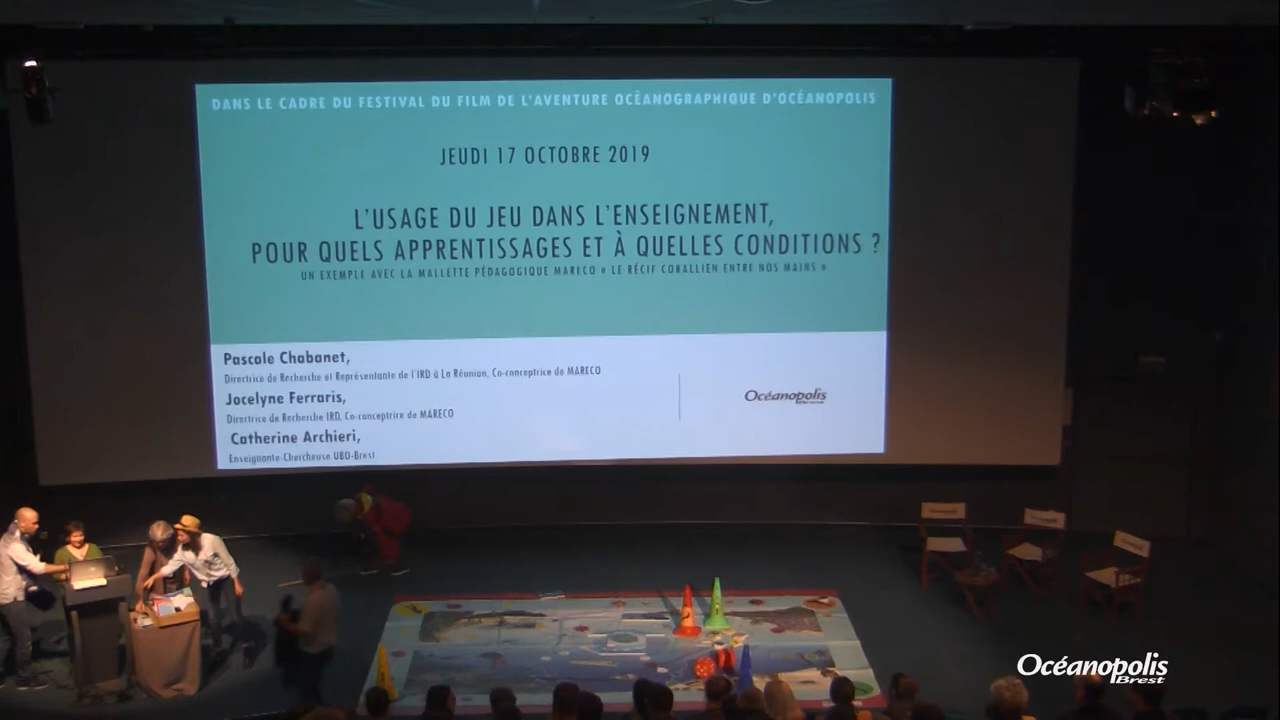 DANS LE CADRE DU FESTIVAL DU FILM DE L'AVENTURE OCÉANOGRAPHIQUE D'OCÉANOPOLIS
JEUDI 17 OCTOBRE 2019
L'USAGE DU JEU DANS L'ENSEIGNEMENT,
POUR QUELS APPRENTISSAGES ET À QUELLES CONDITIONS ?
UN EXEMPLE AVEC LA MALLETTE PÉDAGOGIQUE MARECO « LE RÉCIF CORALLIEN ENTRE NOS MAINS »
Pascale Chabanet,
Directrice de Recherche et Représentante de l'IRD à La Réunion, Co-conceptrice de MARECO
Jocelyne Ferraris,
Directrice de Recherche IRD, Co-conceptrice de MARECO
Catherine Archieri,
Enseignante-Chercheuse UBO-Brest
Océanopolis
Brest
Océanopolis
Brest